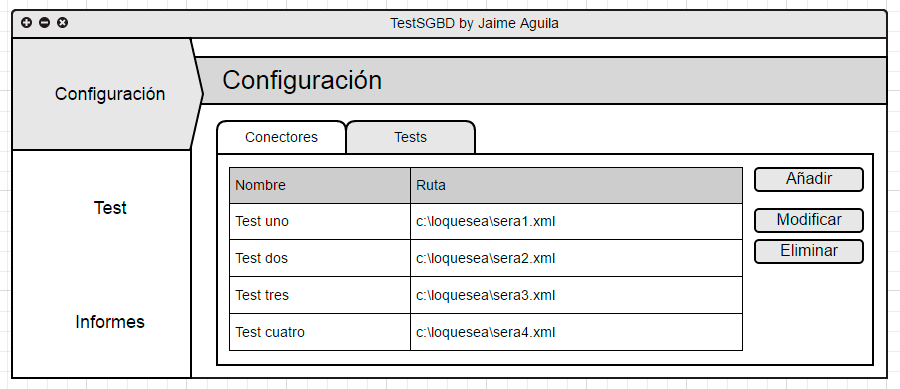 TestSGBD by Jaime Aguila
Configuración
Test
Informes
Configuración
Conectores Tests
Nombre Ruta
Test uno c:\loquesea\sera1.xml
Test dos c:\loquesea\sera2.xml
Test tres c:\loquesea\sera3.xml
Test cuatro c:\loquesea\sera4.xml
Añadir
Modificar
Eliminar